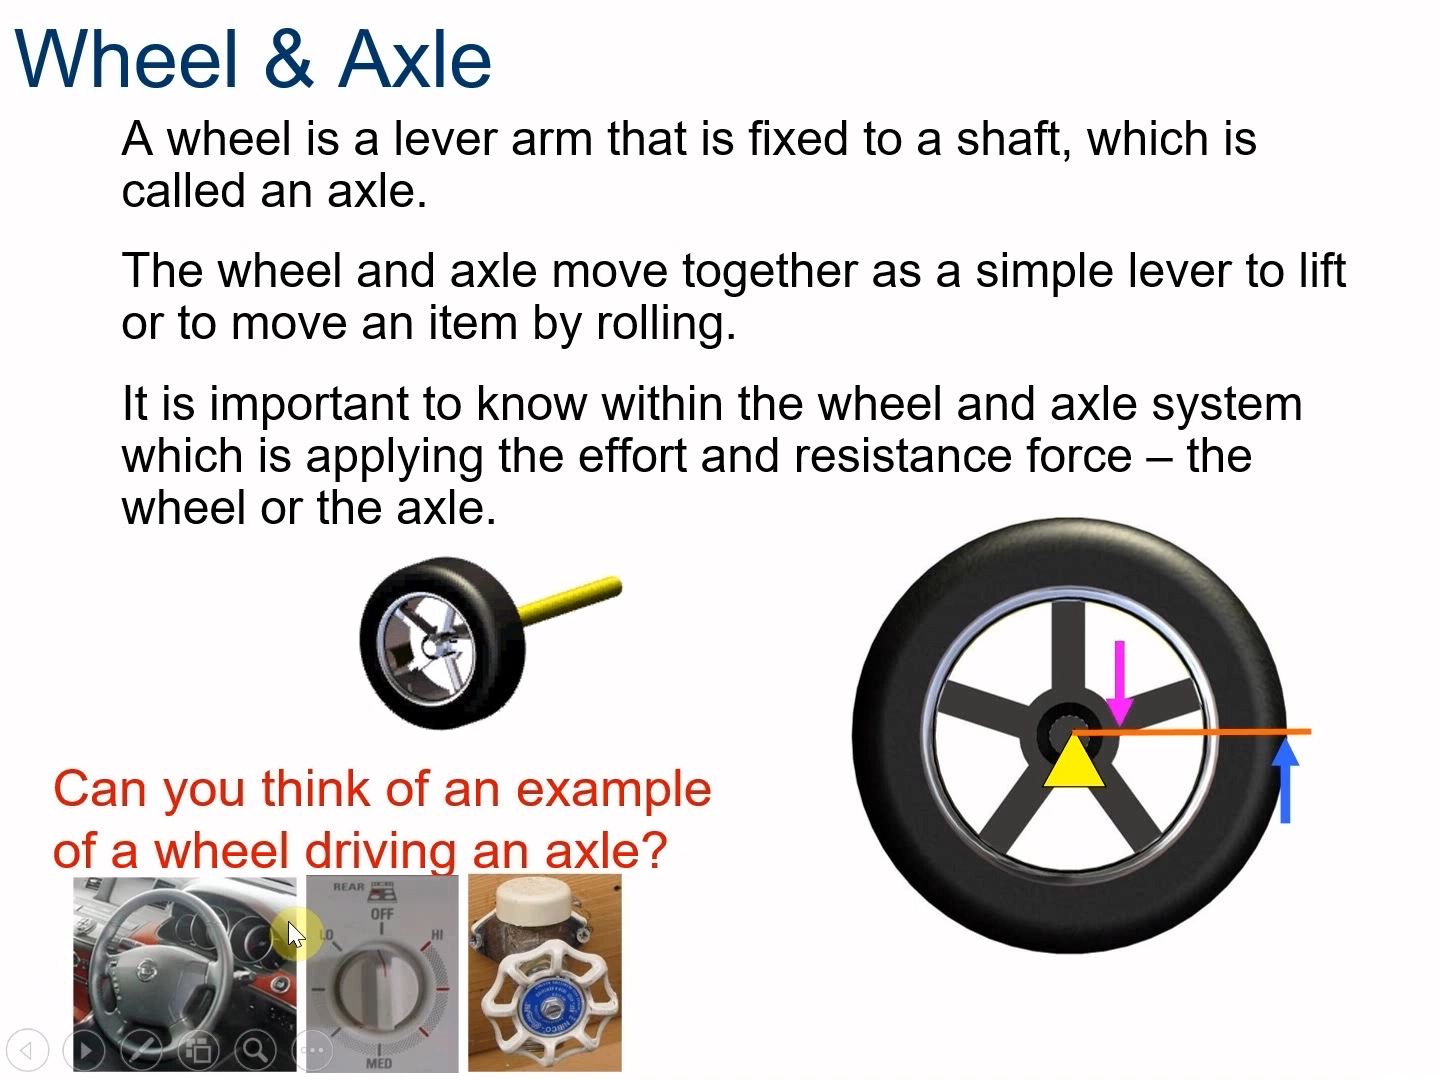 Wheel & Axle
A wheel is a lever arm that is fixed to a shaft, which is
called an axle.
The wheel and axle move together as a simple lever to lift
or to move an item by rolling.
It is important to know within the wheel and axle system
which is applying the effort and resistance force – the
wheel or the axle.
Can you think of an example
of a wheel driving an axle?
REAR
OFF
LO
HI
MED
NIBCO